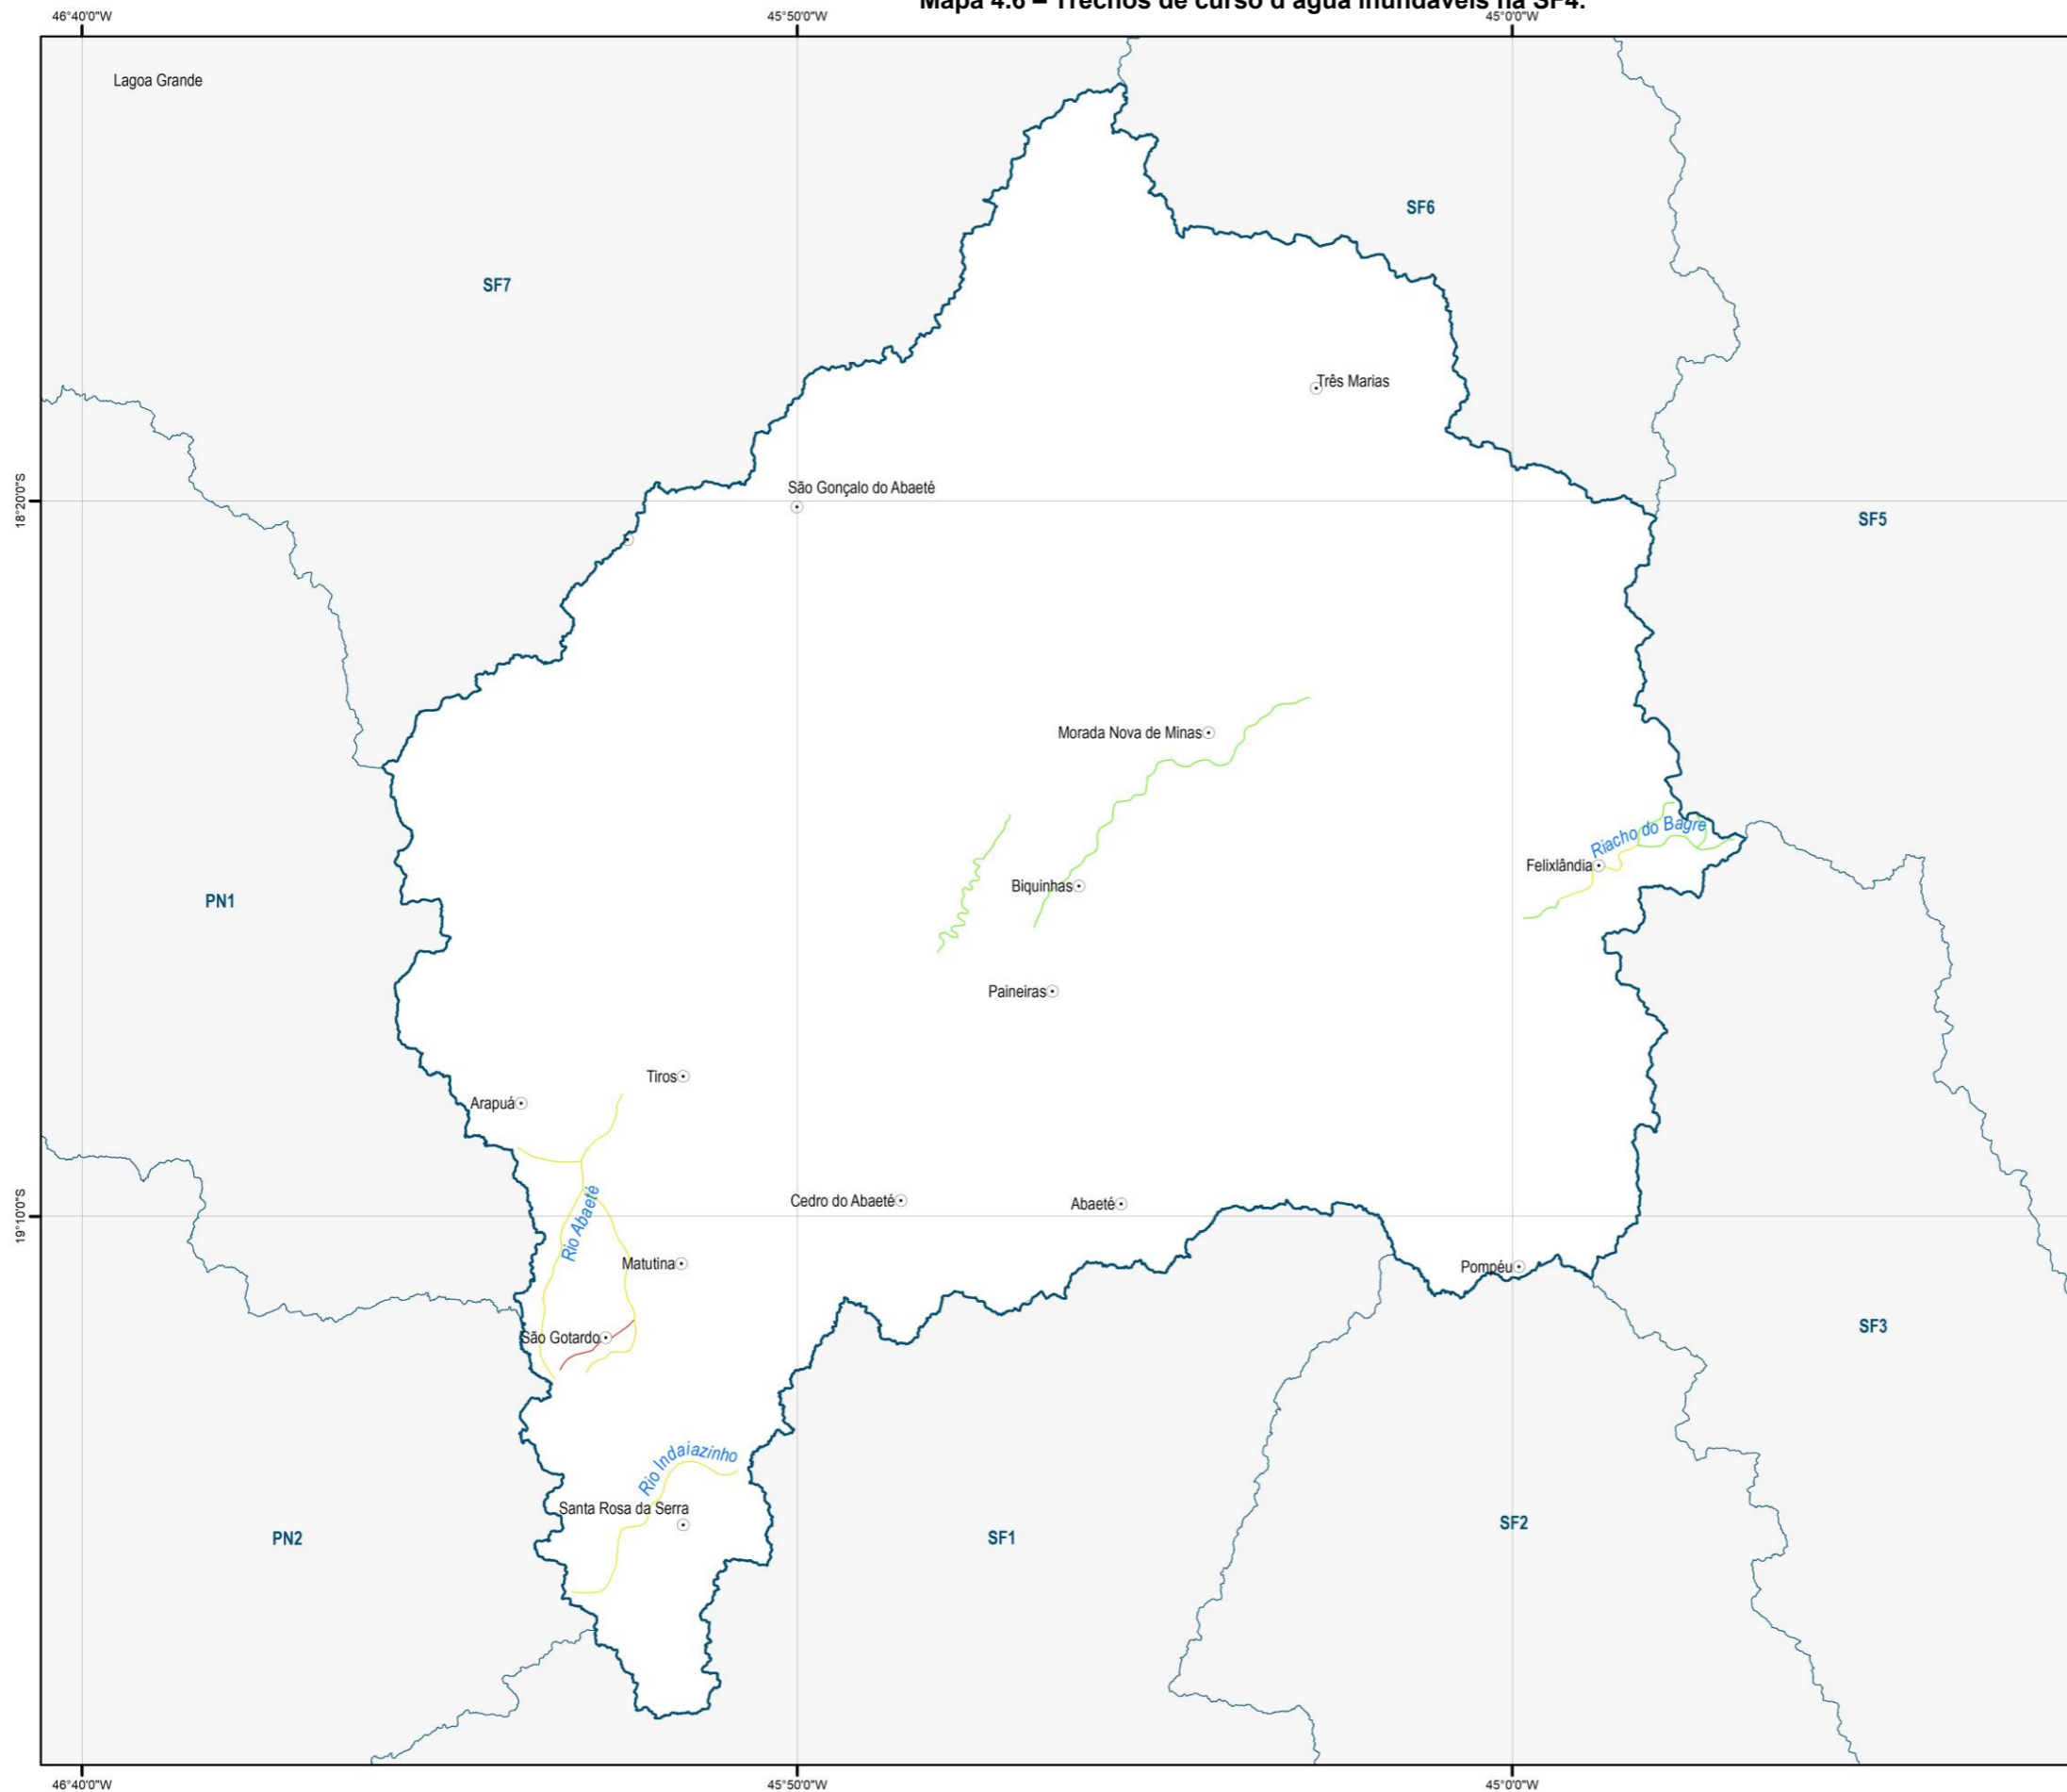 Mapa 4.6 – Trechos de curso d'água inundáveis na SF4.
46°40'0"W
45°50'0"W
45°0'0"W
Lagoa Grande
SF6
SF7
Três Marias
São Gonçalo do Abaeté
18°20'0"S
SF5
Morada Nova de Minas
Riacho do Bagre
Felixlândia
Biquinhas
PN1
Paineiras
Tiros
Arapuá
Cedro do Abaeté
Abaeté
19°10'0"S
Rio Abaeté
Matutina
Pompéu
São Gotardo
SF3
Rio Indaiazinho
Santa Rosa da Serra
PN2
SF1
SF2
46°40'0"W
45°50'0"W
45°0'0"W